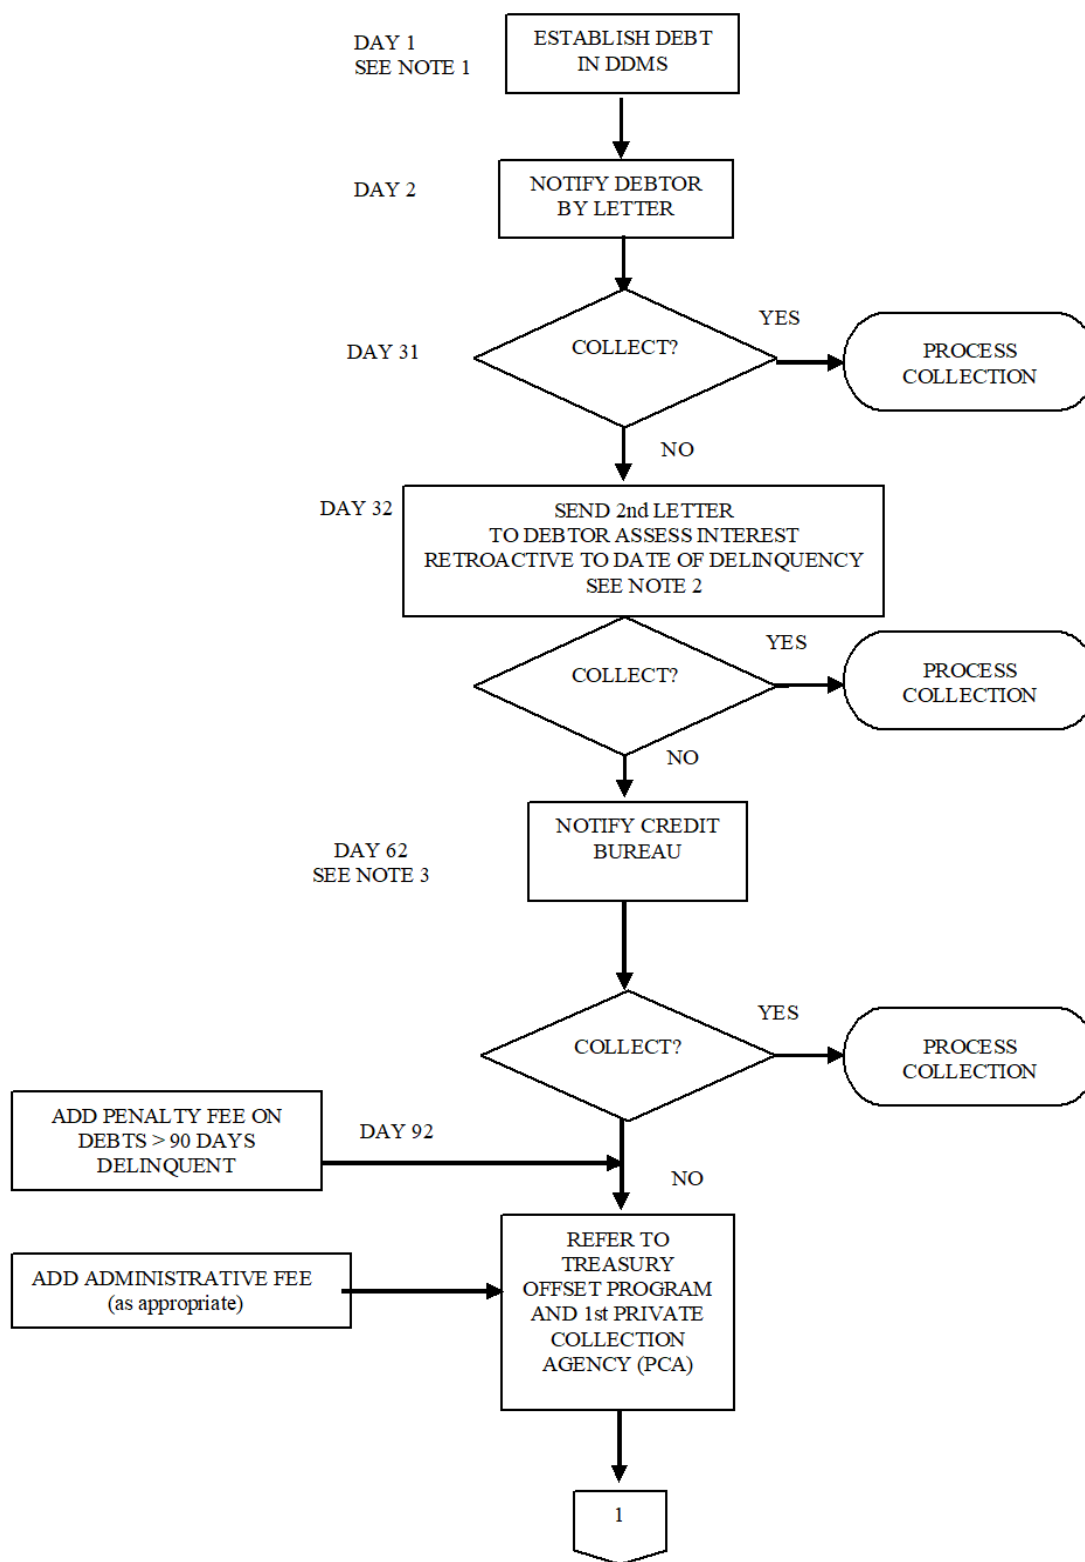 DAY 1
SEE NOTE 1
ESTABLISH DEBT
IN DDMS
DAY 2
NOTIFY DEBTOR
BY LETTER
DAY 31
COLLECT?
YES
PROCESS
COLLECTION
NO
DAY 32
SEND 2nd LETTER
TO DEBTOR ASSESS INTEREST
RETROACTIVE TO DATE OF DELINQUENCY
SEE NOTE 2
COLLECT?
YES
PROCESS
COLLECTION
NO
DAY 62
SEE NOTE 3
NOTIFY CREDIT
BUREAU
COLLECT?
YES
PROCESS
COLLECTION
ADD PENALTY FEE ON
DEBTS > 90 DAYS
DELINQUENT
DAY 92
NO
ADD ADMINISTRATIVE FEE
(as appropriate)
REFER TO
TREASURY
OFFSET PROGRAM
AND 1st PRIVATE
COLLECTION
AGENCY (PCA)
1